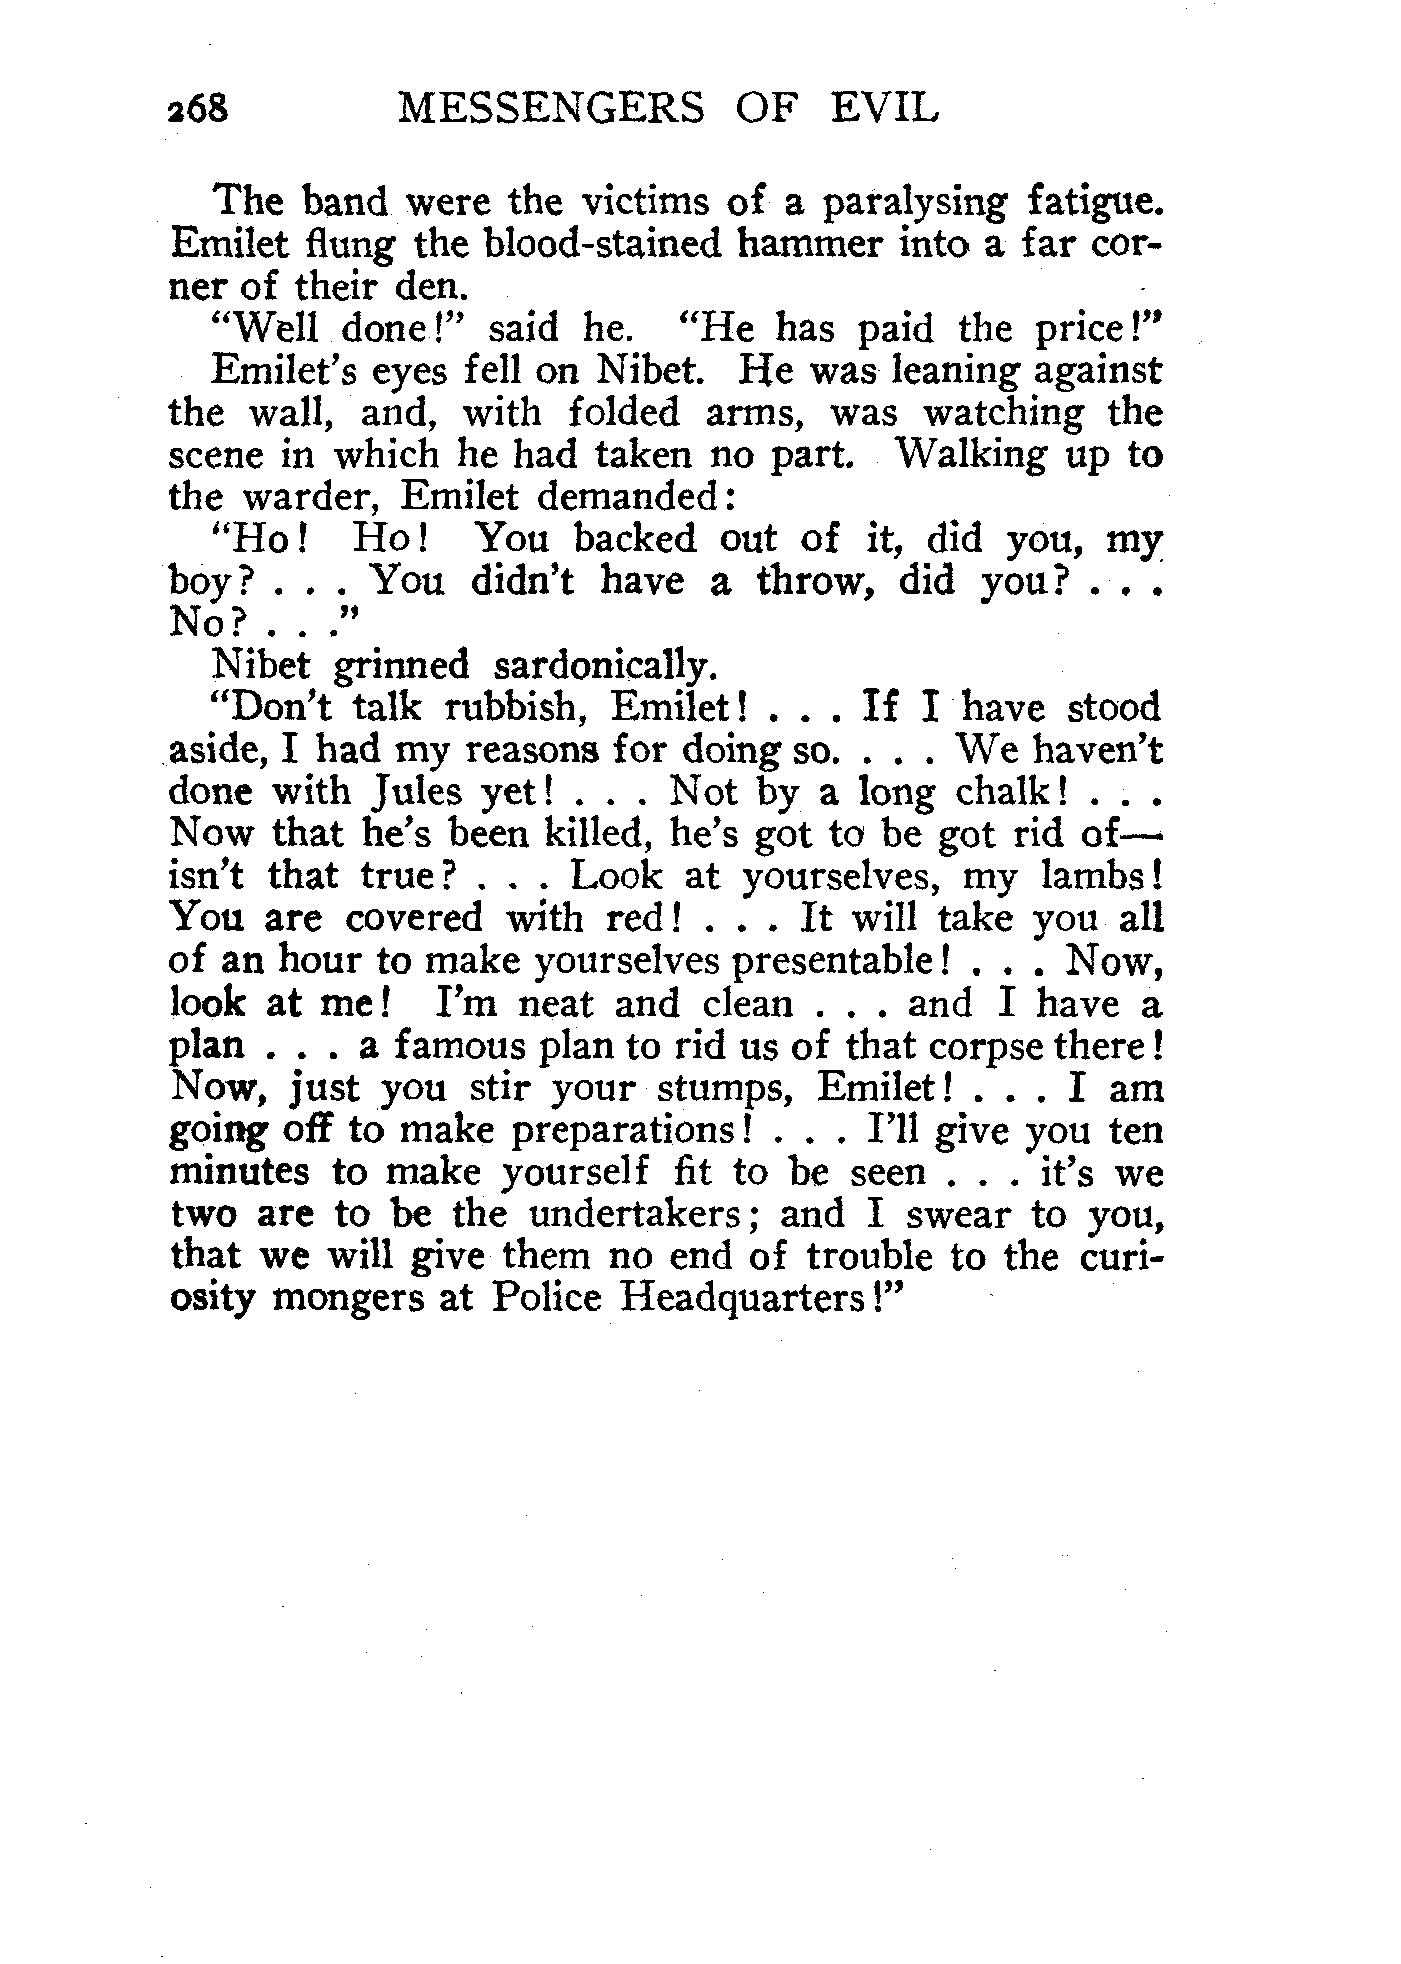 268 MESSENGERS OF EVIL
The band were the victims of a paralysing fatigue.
Emilet flung the blood-stained hammer into a far cor-
ner of their den.
"Well done!" said he. "He has paid the price!"
Emilet's eyes fell on Nibet. He was leaning against
the wall, and, with folded arms, was watching the
scene in which he had taken no part. Walking up to
the warder, Emilet demanded:
"Ho! Ho! You backed out of it, did you, my
boy? . . . You didn't have a throw, did you? . . .
No? . . ."
Nibet grinned sardonically.
"Don't talk rubbish, Emilet! . . . If I have stood
aside, I had my reasons for doing so. . . . We haven't
done with Jules yet! . . . Not by a long chalk! . . .
Now that he's been killed, he's got to be got rid of—
isn't that true? . . . Look at yourselves, my lambs!
You are covered with red! . . . It will take you all
of an hour to make yourselves presentable! . . . Now,
look at me! I'm neat and clean . . . and I have a
plan . . . a famous plan to rid us of that corpse there!
Now, just you stir your stumps, Emilet! . . . I am
going off to make preparations! . . . I'll give you ten
minutes to make yourself fit to be seen . . . it's we
two are to be the undertakers; and I swear to you,
that we will give them no end of trouble to the curi-
osity mongers at Police Headquarters!"